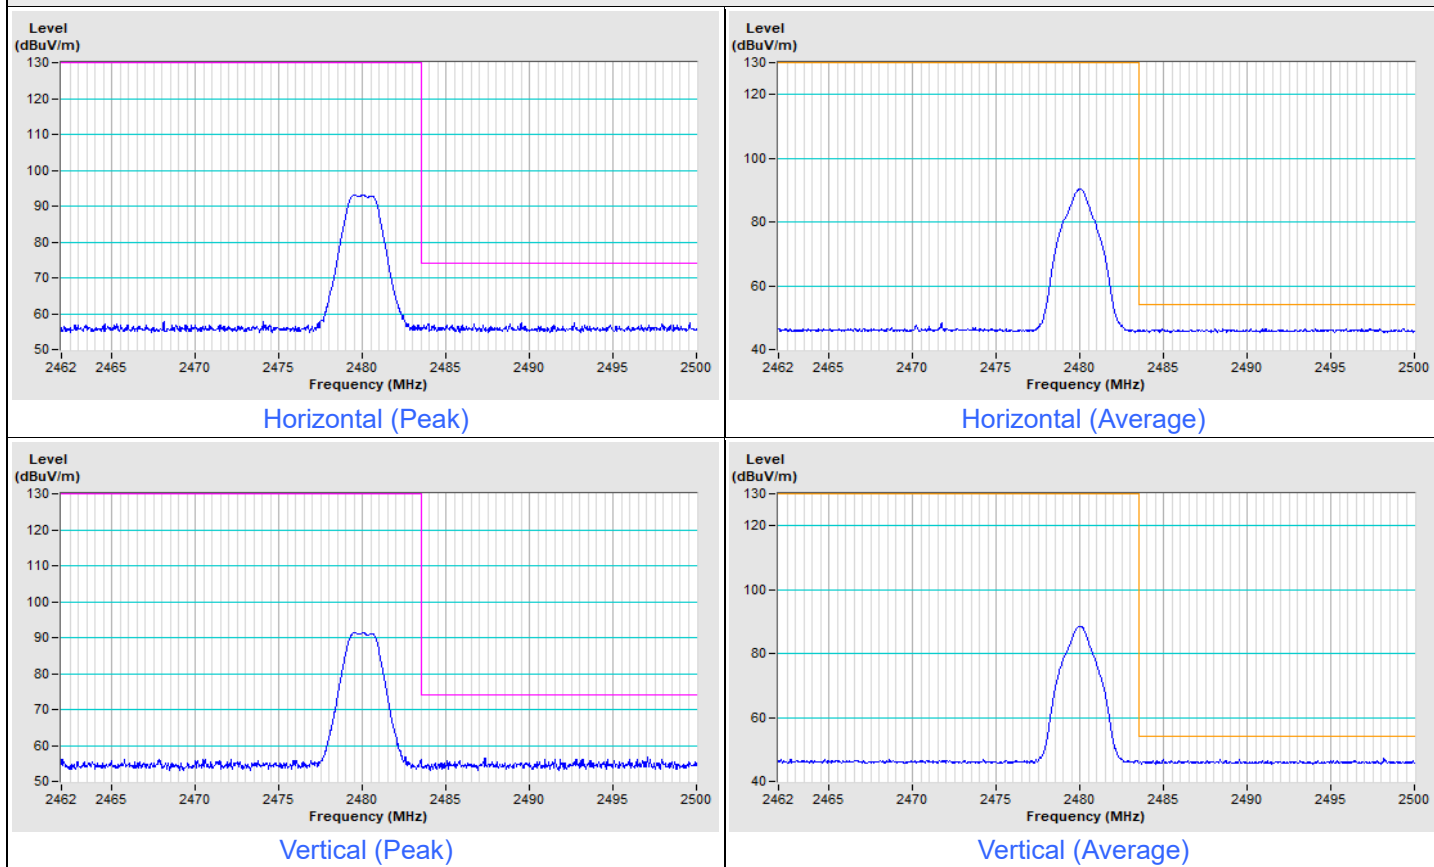 Level
(dBuV/m)
130
120
110
100
90
80
70
60
50
2462 2465 2470 2475 2480 2485 2490 2495 2500
Frequency (MHz)
Horizontal (Peak)
Level
(dBuV/m)
130
120
100
80
60
40
2462 2465 2470 2475 2480 2485 2490 2495 2500
Frequency (MHz)
Horizontal (Average)
Level
(dBuV/m)
130
120
110
100
90
80
70
60
50
2462 2465 2470 2475 2480 2485 2490 2495 2500
Frequency (MHz)
Vertical (Peak)
Level
(dBuV/m)
130
120
100
80
60
40
2462 2465 2470 2475 2480 2485 2490 2495 2500
Frequency (MHz)
Vertical (Average)